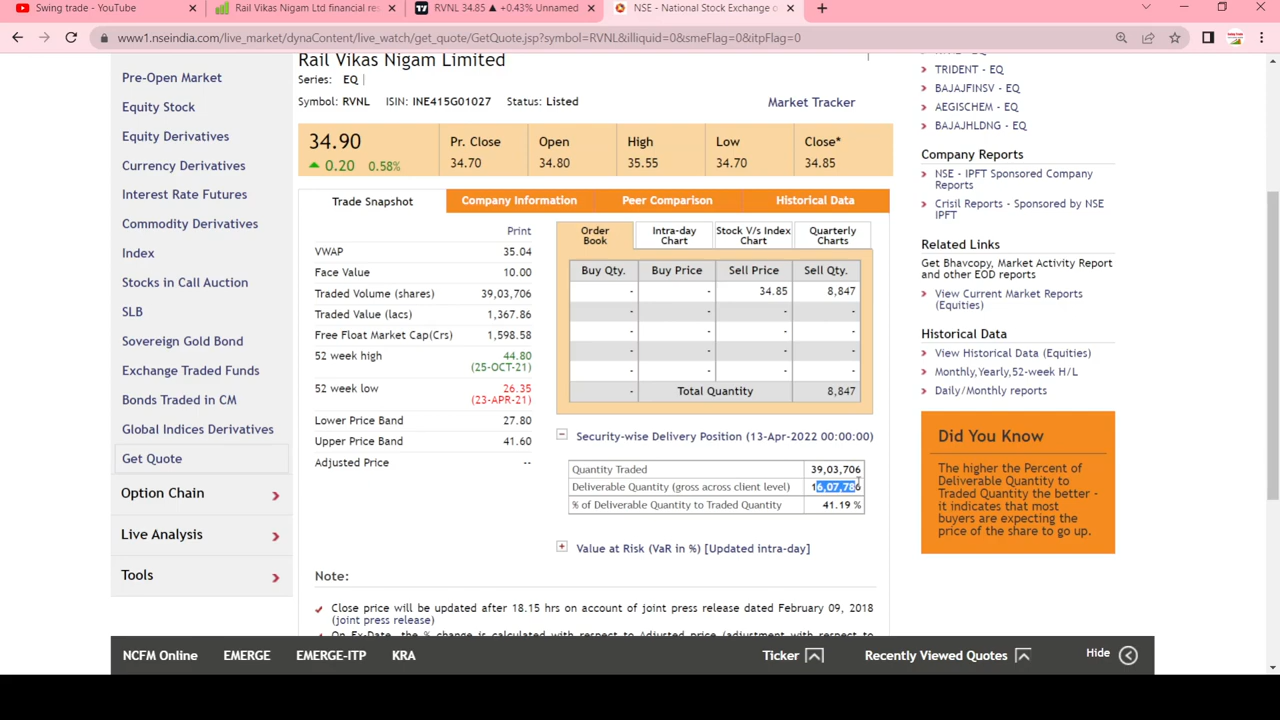 Swing trade - YouTube
Rail Vikas Nigam Ltd financial res
RVNL 34.85 ▲ +0.43% Unnamed
NSE - National Stock Exchange o
www1.nseindia.com/live_market/dynaContent/live_watch/get_quote/GetQuote.jsp?symbol=RVNL&illiquid=0&smeFlag=0&itpFlag=0
Pre-Open Market
Equity Stock
Equity Derivatives
Currency Derivatives
Interest Rate Futures
Commodity Derivatives
Index
Stocks in Call Auction
SLB
Sovereign Gold Bond
Exchange Traded Funds
Bonds Traded in CM
Global Indices Derivatives
Get Quote
Option Chain
Live Analysis
Tools
Rail Vikas Nigam Limited
Series: EQ
Symbol: RVNL ISIN: INE415G01027 Status: Listed Market Tracker
34.90 Pr. Close Open High Low Close*
0.20 0.58% 34.70 34.80 35.55 34.70 34.85
Trade Snapshot Company Information Peer Comparison Historical Data
Print
VWAP 35.04
Face Value 10.00
Traded Volume (shares) 39,03,706
Traded Value (lacs) 1,367.86
Free Float Market Cap(Crs) 1,598.58
52 week high 44.80
(25-OCT-21)
52 week low 26.35
(23-APR-21)
Lower Price Band 27.80
Upper Price Band 41.60
Adjusted Price --
Order Book
Intra-day Chart
Stock V/s Index Chart
Quarterly Charts
Buy Qty. Buy Price Sell Price Sell Qty.
- - 34.85 8,847
- - - -
- - - -
- - - -
- - - -
- Total Quantity 8,847
Security-wise Delivery Position (13-Apr-2022 00:00:00)
Quantity Traded 39,03,706
Deliverable Quantity (gross across client level) 16,07,786
% of Deliverable Quantity to Traded Quantity 41.19 %
Value at Risk (VaR in %) [Updated intra-day]
Note:
Close price will be updated after 18.15 hrs on account of joint press release dated February 09, 2018
(joint press release)
On Ex-Date, the % change is calculated with respect to Adjusted price (adjustment with respect to
TRIDENT - EQ
BAJAJFINSV - EQ
AEGISCHEM - EQ
BAJAJHLDNG - EQ
Company Reports
NSE - IPFT Sponsored Company
Reports
Crisil Reports - Sponsored by NSE
IPFT
Related Links
Get Bhavcopy, Market Activity Report
and other EOD reports
View Current Market Reports
(Equities)
Historical Data
View Historical Data (Equities)
Monthly,Yearly,52-week H/L
Daily/Monthly reports
Did You Know
The higher the Percent of
Deliverable Quantity to
Traded Quantity the better -
it indicates that most
buyers are expecting the
price of the share to go up.
NCFM Online EMERGE EMERGE-ITP KRA Ticker Recently Viewed Quotes Hide